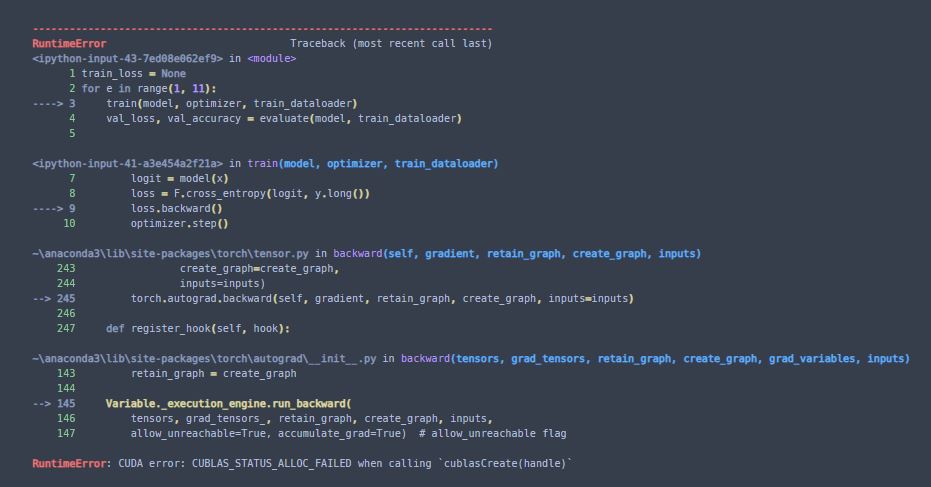 ---------------------------------------------------------------------------
RuntimeError                              Traceback (most recent call last)
<ipython-input-43-7ed08e062ef9> in <module>
      1 train_loss = None
      2 for e in range(1, 11):
----> 3     train(model, optimizer, train_dataloader)
      4     val_loss, val_accuracy = evaluate(model, train_dataloader)
      5
<ipython-input-41-a3e454a2f21a> in train(model, optimizer, train_dataloader)
      7         logit = model(x)
      8         loss = F.cross_entropy(logit, y.long())
----> 9         loss.backward()
     10         optimizer.step()
~\anaconda3\lib\site-packages\torch\tensor.py in backward(self, gradient, retain_graph, create_graph, inputs)
    243                 create_graph=create_graph,
    244                 inputs=inputs)
--> 245         torch.autograd.backward(self, gradient, retain_graph, create_graph, inputs=inputs)
    246
    247     def register_hook(self, hook):
~\anaconda3\lib\site-packages\torch\autograd\__init__.py in backward(tensors, grad_tensors, retain_graph, create_graph, grad_variables, inputs)
    143         retain_graph = create_graph
    144
--> 145     Variable._execution_engine.run_backward(
    146         tensors, grad_tensors_, retain_graph, create_graph, inputs,
    147         allow_unreachable=True, accumulate_grad=True)  # allow_unreachable flag
RuntimeError: CUDA error: CUBLAS_STATUS_ALLOC_FAILED when calling `cublasCreate(handle)`